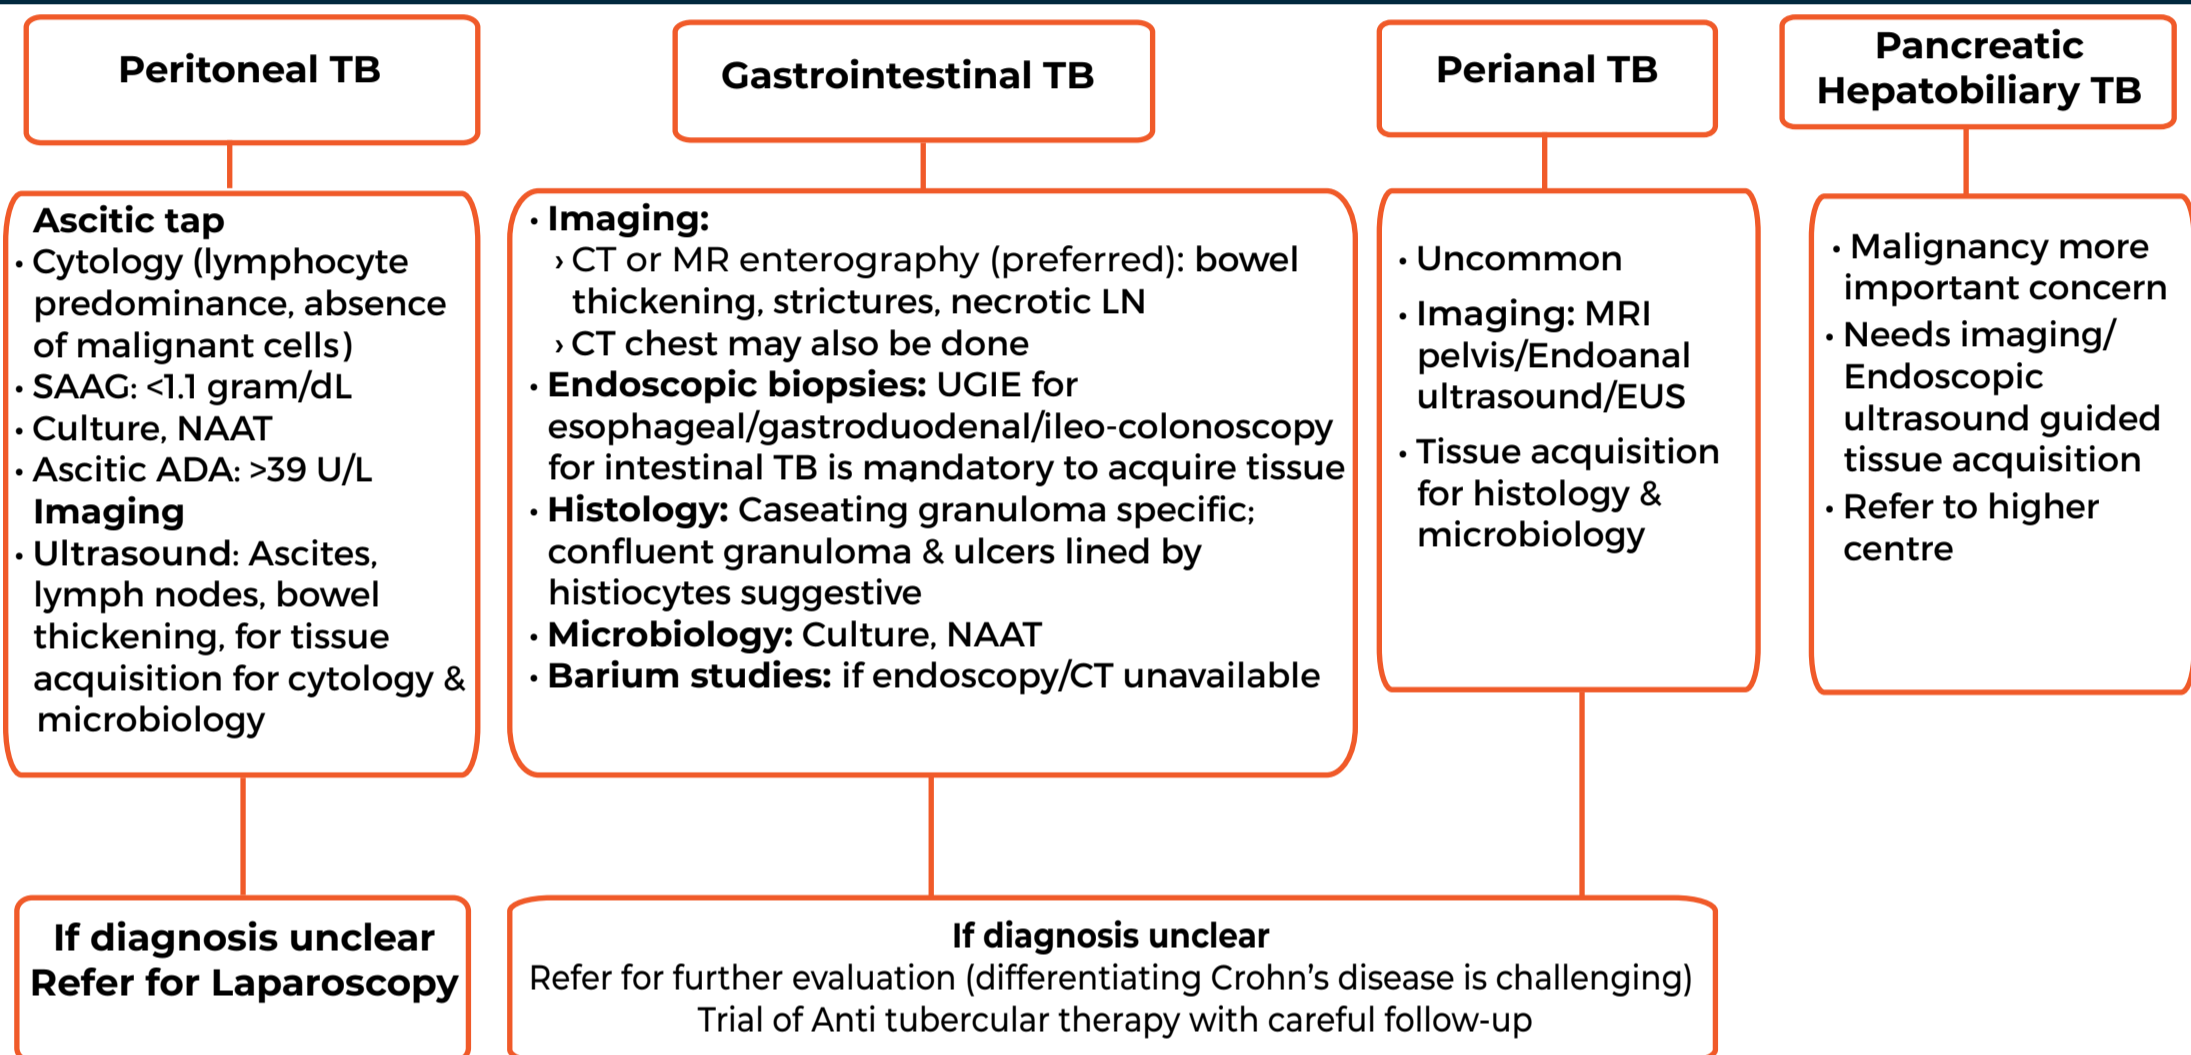 Peritoneal TB
Ascitic tap
• Cytology (lymphocyte
predominance, absence
of malignant cells)
• SAAG: <1.1 gram/dL
• Culture, NAAT
• Ascitic ADA: >39 U/L
Imaging
• Ultrasound: Ascites,
lymph nodes, bowel
thickening, for tissue
acquisition for cytology &
microbiology
If diagnosis unclear
Refer for Laparoscopy
Gastrointestinal TB
• Imaging:
› CT or MR enterography (preferred): bowel
thickening, strictures, necrotic LN
› CT chest may also be done
• Endoscopic biopsies: UGIE for
esophageal/gastroduodenal/ileo-colonoscopy
for intestinal TB is mandatory to acquire tissue
• Histology: Caseating granuloma specific;
confluent granuloma & ulcers lined by
histiocytes suggestive
• Microbiology: Culture, NAAT
• Barium studies: if endoscopy/CT unavailable
Perianal TB
• Uncommon
• Imaging: MRI
pelvis/Endoanal
ultrasound/EUS
• Tissue acquisition
for histology &
microbiology
If diagnosis unclear
Refer for further evaluation (differentiating Crohn's disease is challenging)
Trial of Anti tubercular therapy with careful follow-up
Pancreatic
Hepatobiliary TB
• Malignancy more
important concern
• Needs imaging/
Endoscopic
ultrasound guided
tissue acquisition
• Refer to higher
centre